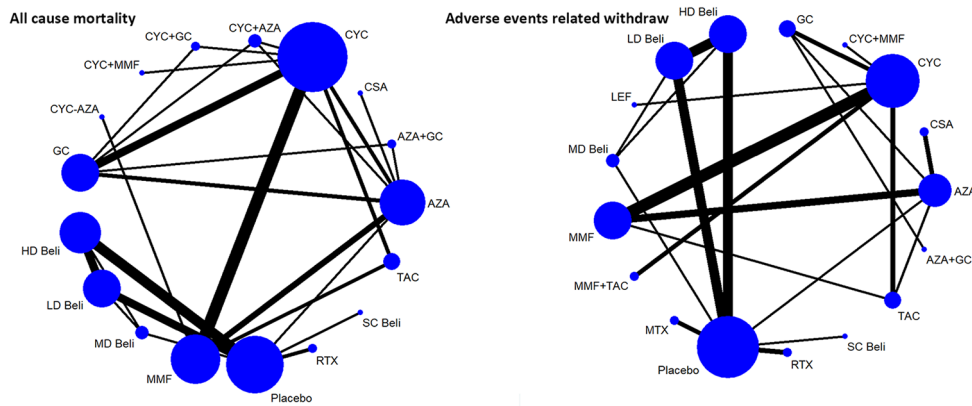 All cause mortality
CYC+AZA
CYC
CYC+GC
CYC+MMF
CSA
CYC-AZA
AZA+GC
GC
AZA
HD Beli
TAC
LD Beli
SC Beli
MD Beli
RTX
MMF
Placebo
Adverse events related withdraw
HD Beli
GC
LD Beli
CYC+MMF
CYC
LEF
CSA
MD Beli
AZA
MMF
AZA+GC
MMF+TAC
TAC
MTX
SC Beli
Placebo
RTX